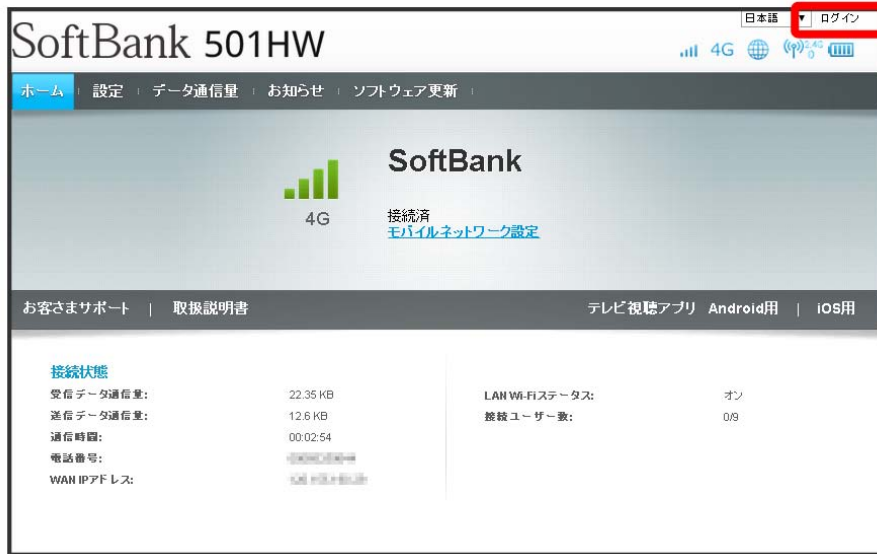 日本語 ▼ ログイン
SoftBank 501HW
4G 2.4G 0
ホーム 設定 データ通信量 お知らせ ソフトウェア更新
SoftBank
4G
接続済
モバイルネットワーク設定
お客さまサポート | 取扱説明書 テレビ視聴アプリ Android用 | iOS用
接続状態
受信データ通信量: 22.35 KB LAN Wi-Fiステータス: オン
送信データ通信量: 12.6 KB 接続ユーザー数: 0/9
通信時間: 00:02:54
電話番号:
WAN IPアドレス: